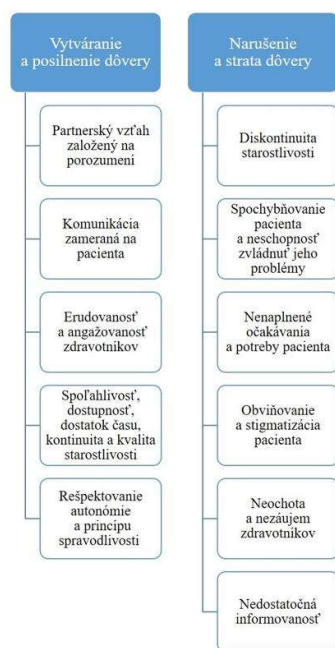 Vytváranie
a posilnenie dôvery
Partnerský vzťah
založený na
porozumení
Komunikácia
zameraná na
pacienta
Erudovanosť
a angažovanosť
zdravotníkov
Spoľahlivosť,
dostupnosť,
dostatok času,
kontinuita a kvalita
starostlivosti
Rešpektovanie
autonómie
a princípu
spravodlivosti
Narušenie
a strata dôvery
Diskontinuita
starostlivosti
Spochybňovanie
pacienta
a neschopnosť
zvládnuť jeho
problémy
Nenaplnené
očakávania
a potreby pacienta
Obviňovanie
a stigmatizácia
pacienta
Neochota
a nezáujem
zdravotníkov
Nedostatočná
informovanosť